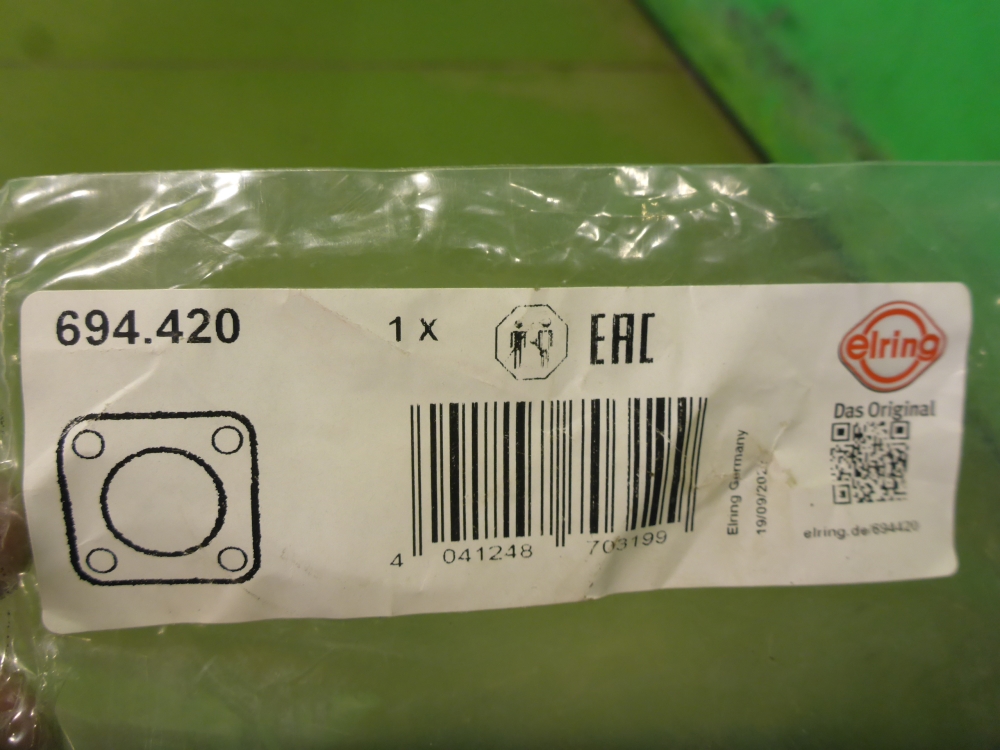 694.420
1 X
EAC
elring
Das Original
4 041248 703199
Elring Germany
elring.de/694420